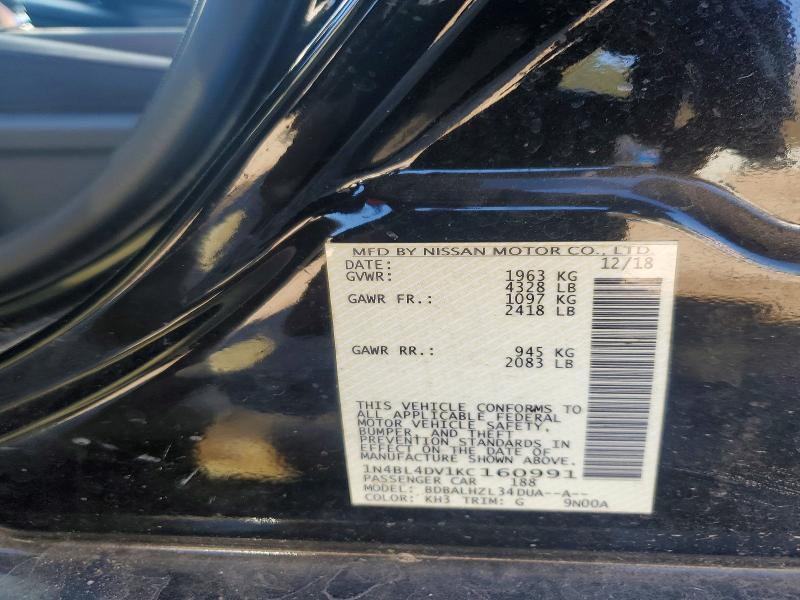 MFD BY NISSAN MOTOR CO., LTD.
DATE: 12/18
GVWR: 1963 KG
4328 LB
GAWR FR.: 1097 KG
2418 LB
GAWR RR.: 945 KG
2083 LB
THIS VEHICLE CONFORMS TO
ALL APPLICABLE FEDERAL
MOTOR VEHICLE SAFETY,
BUMPER, AND THEFT
PREVENTION STANDARDS IN
EFFECT ON THE DATE OF
MANUFACTURE SHOWN ABOVE.
1N4BL4DV1KC160991
PASSENGER CAR 188
MODEL: BDBALHZL34DUA--A--
COLOR: KH3 TRIM: G 9N00A